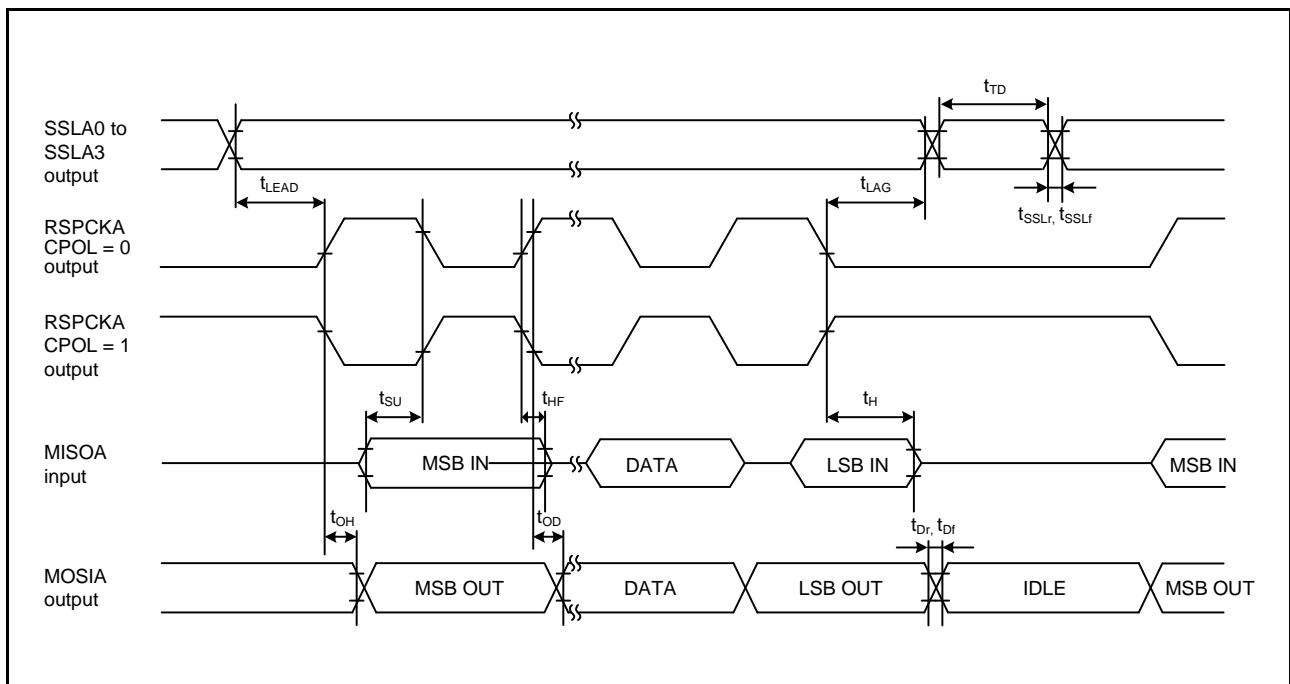 tTD
SSLA0 to
SSLA3
output
tLEAD
tLAG
tSSLr, tSSLf
RSPCKA
CPOL = 0
output
RSPCKA
CPOL = 1
output
tSU
tHF
tH
MISOA
input
MSB IN
DATA
LSB IN
MSB IN
tOH
tOD
tDr, tDf
MOSIA
output
MSB OUT
DATA
LSB OUT
IDLE
MSB OUT